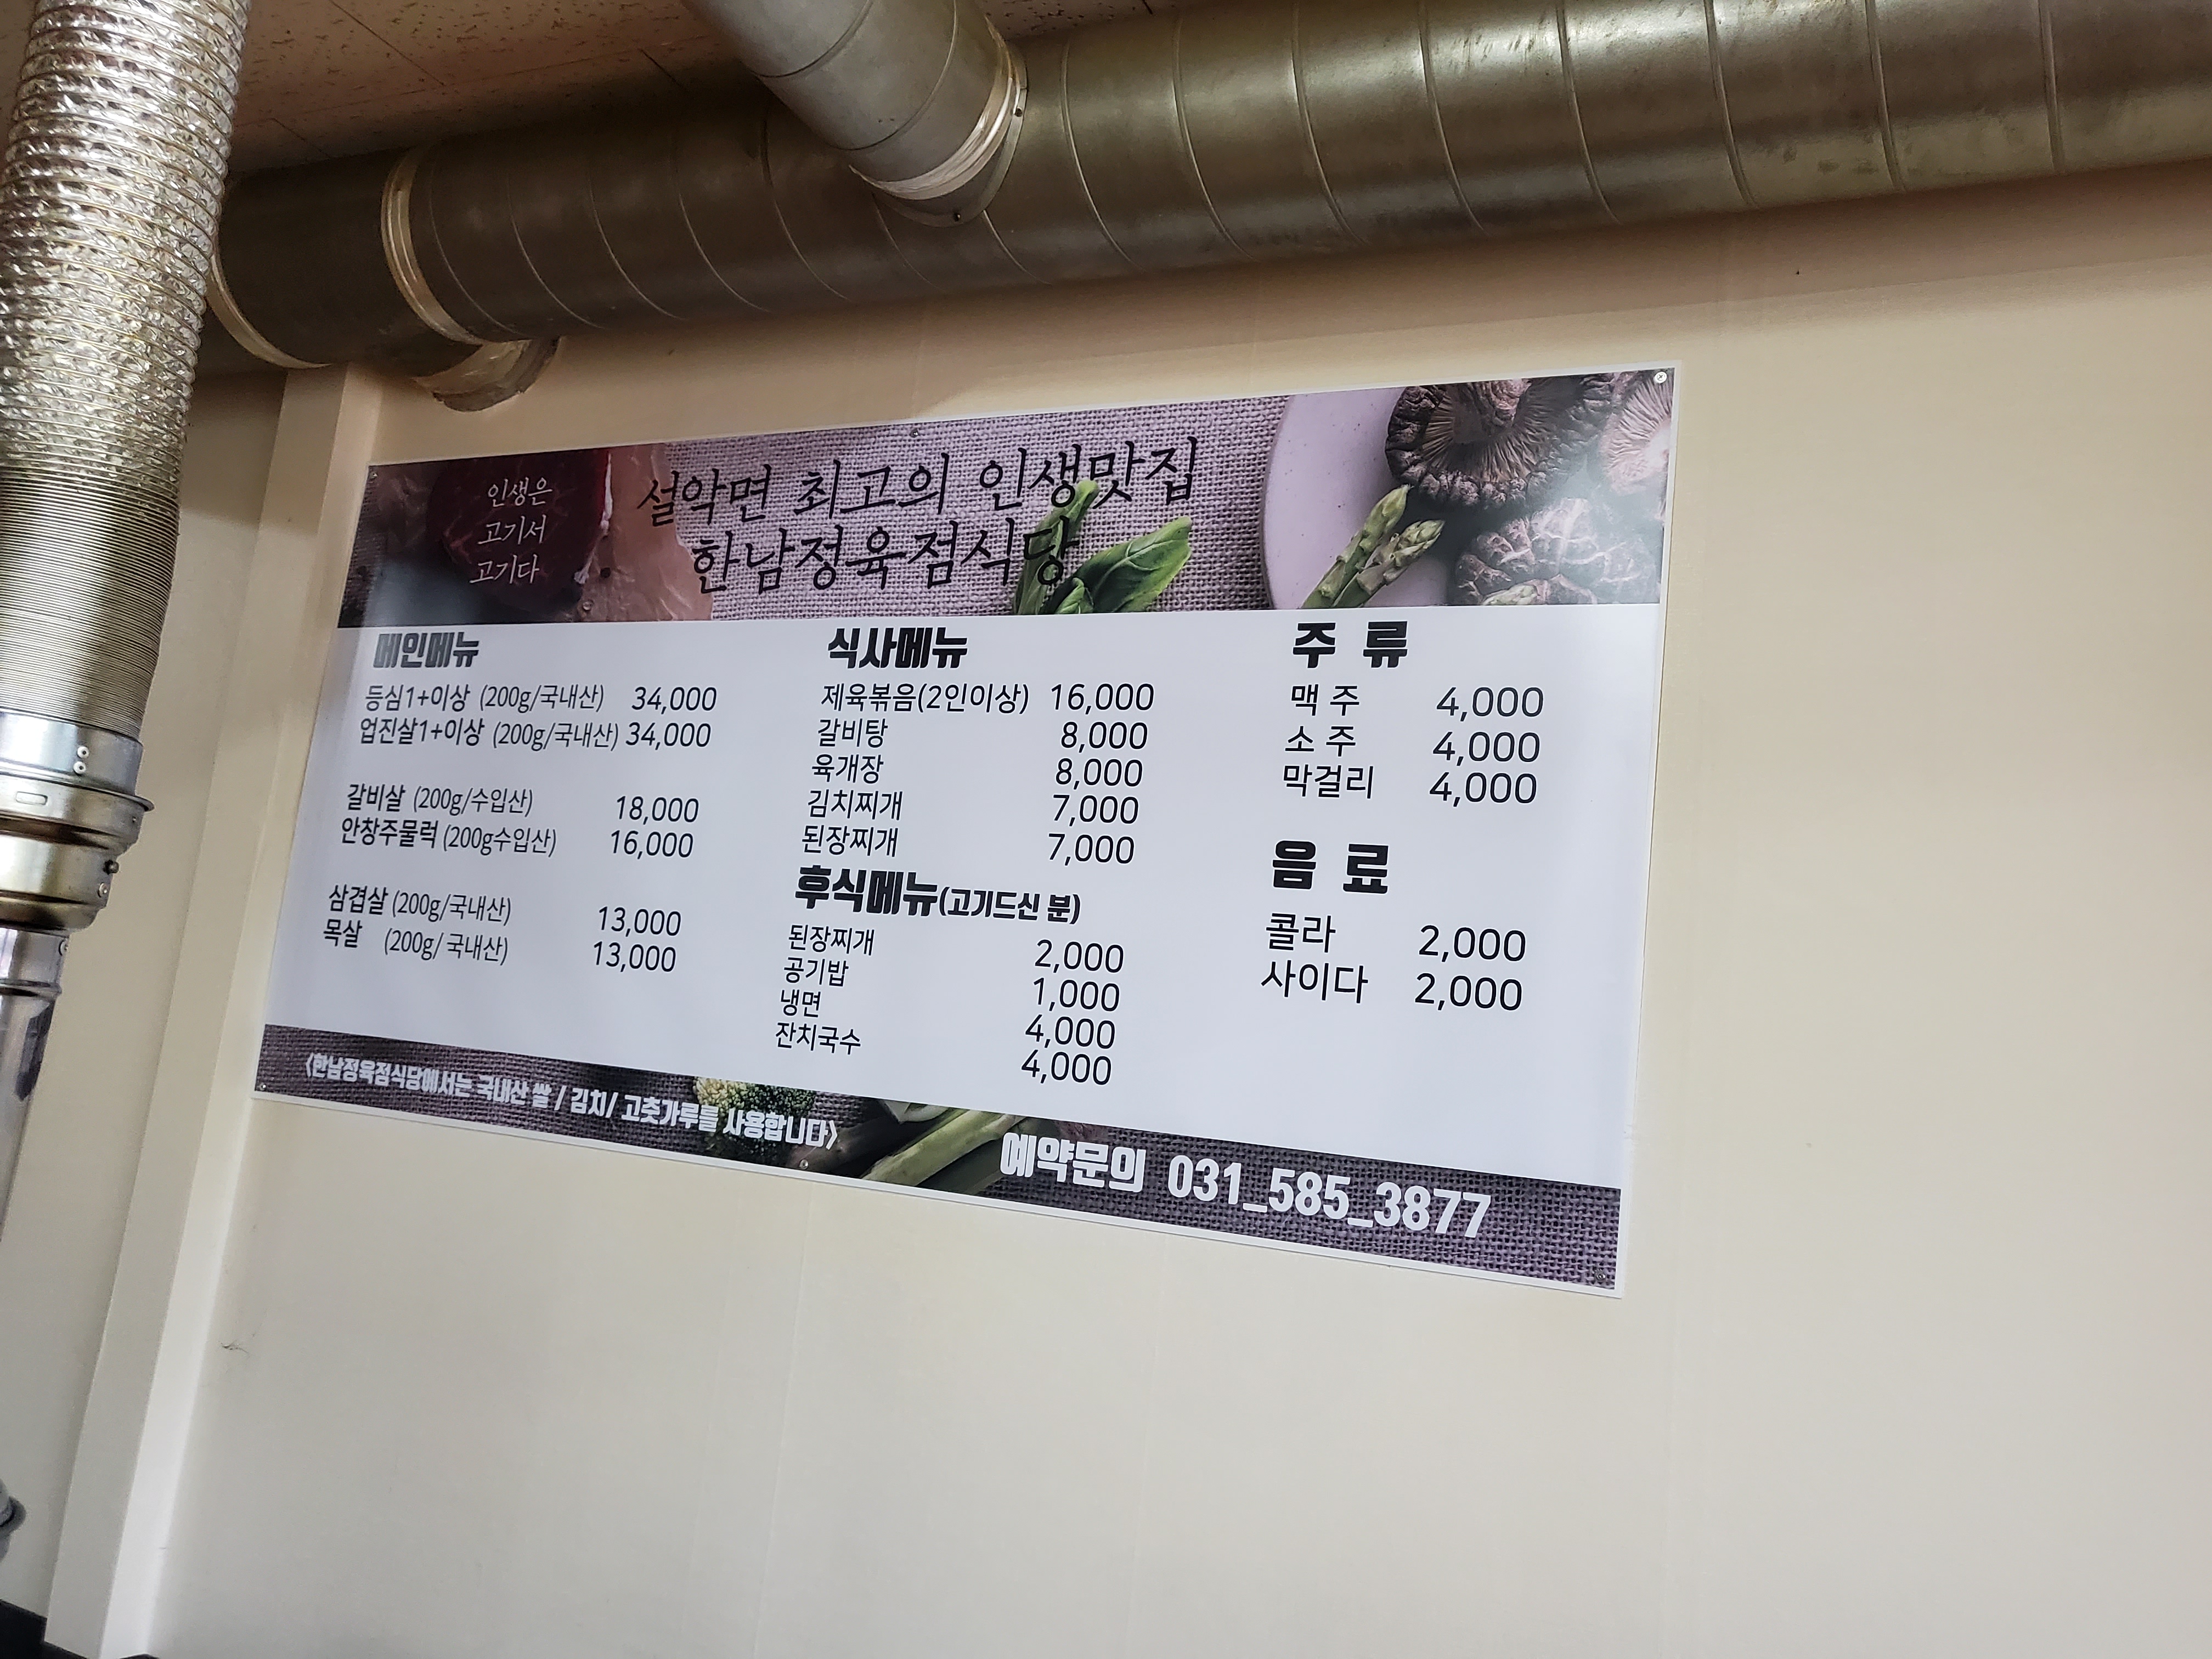 인생은
고기서
고기다
설악면 최고의 인생맛집
한남정육점식당
메인메뉴
등심1+이상 (200g/국내산) 34,000
업진살1+이상 (200g/국내산) 34,000
갈비살 (200g/수입산) 18,000
안창주물럭 (200g수입산) 16,000
삼겹살 (200g/국내산) 13,000
목살 (200g/ 국내산) 13,000
식사메뉴
제육볶음(2인이상) 16,000
갈비탕 8,000
육개장 8,000
김치찌개 7,000
된장찌개 7,000
후식메뉴(고기드신 분)
된장찌개 2,000
공기밥 1,000
냉면 4,000
잔치국수 4,000
주 류
맥 주 4,000
소 주 4,000
막걸리 4,000
음 료
콜라 2,000
사이다 2,000
<한남정육점식당에서는 국내산 쌀 / 김치/ 고춧가루를 사용합니다>
예약문의 031_585_3877